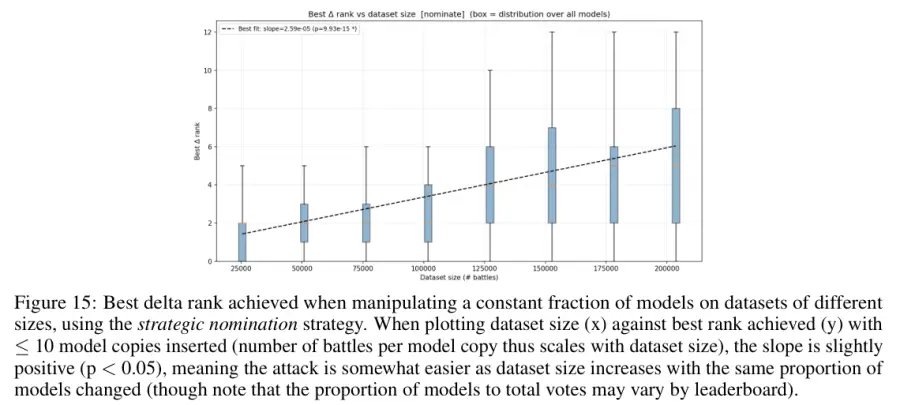 Best Δ rank vs dataset size [nominate] (box = distribution over all models)
Best fit: slope=2.59e-05 (p=9.93e-15 *)
12
10
8
6
4
2
0
Best Δ rank
25000 50000 75000 100000 125000 150000 175000 200000
Dataset size (# battles)
Figure 15: Best delta rank achieved when manipulating a constant fraction of models on datasets of different
sizes, using the strategic nomination strategy. When plotting dataset size (x) against best rank achieved (y) with
≤ 10 model copies inserted (number of battles per model copy thus scales with dataset size), the slope is slightly
positive (p < 0.05), meaning the attack is somewhat easier as dataset size increases with the same proportion of
models changed (though note that the proportion of models to total votes may vary by leaderboard).